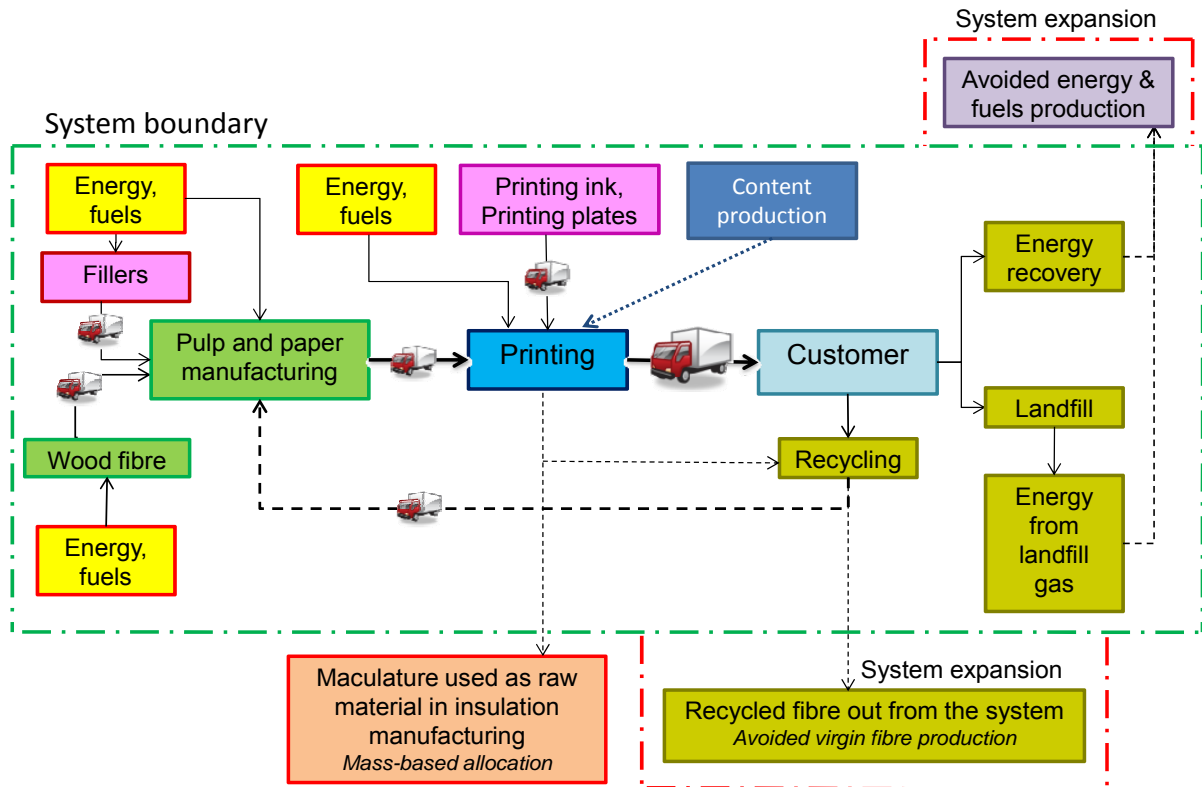 System expansion
Avoided energy &
fuels production
System boundary
Energy,
fuels
Energy,
fuels
Printing ink,
Printing plates
Content
production
Fillers
Energy
recovery
Pulp and paper
manufacturing
Printing
Customer
Landfill
Wood fibre
Recycling
Energy
from
landfill
gas
Energy,
fuels
Maculature used as raw
material in insulation
manufacturing
Mass-based allocation
System expansion
Recycled fibre out from the system
Avoided virgin fibre production